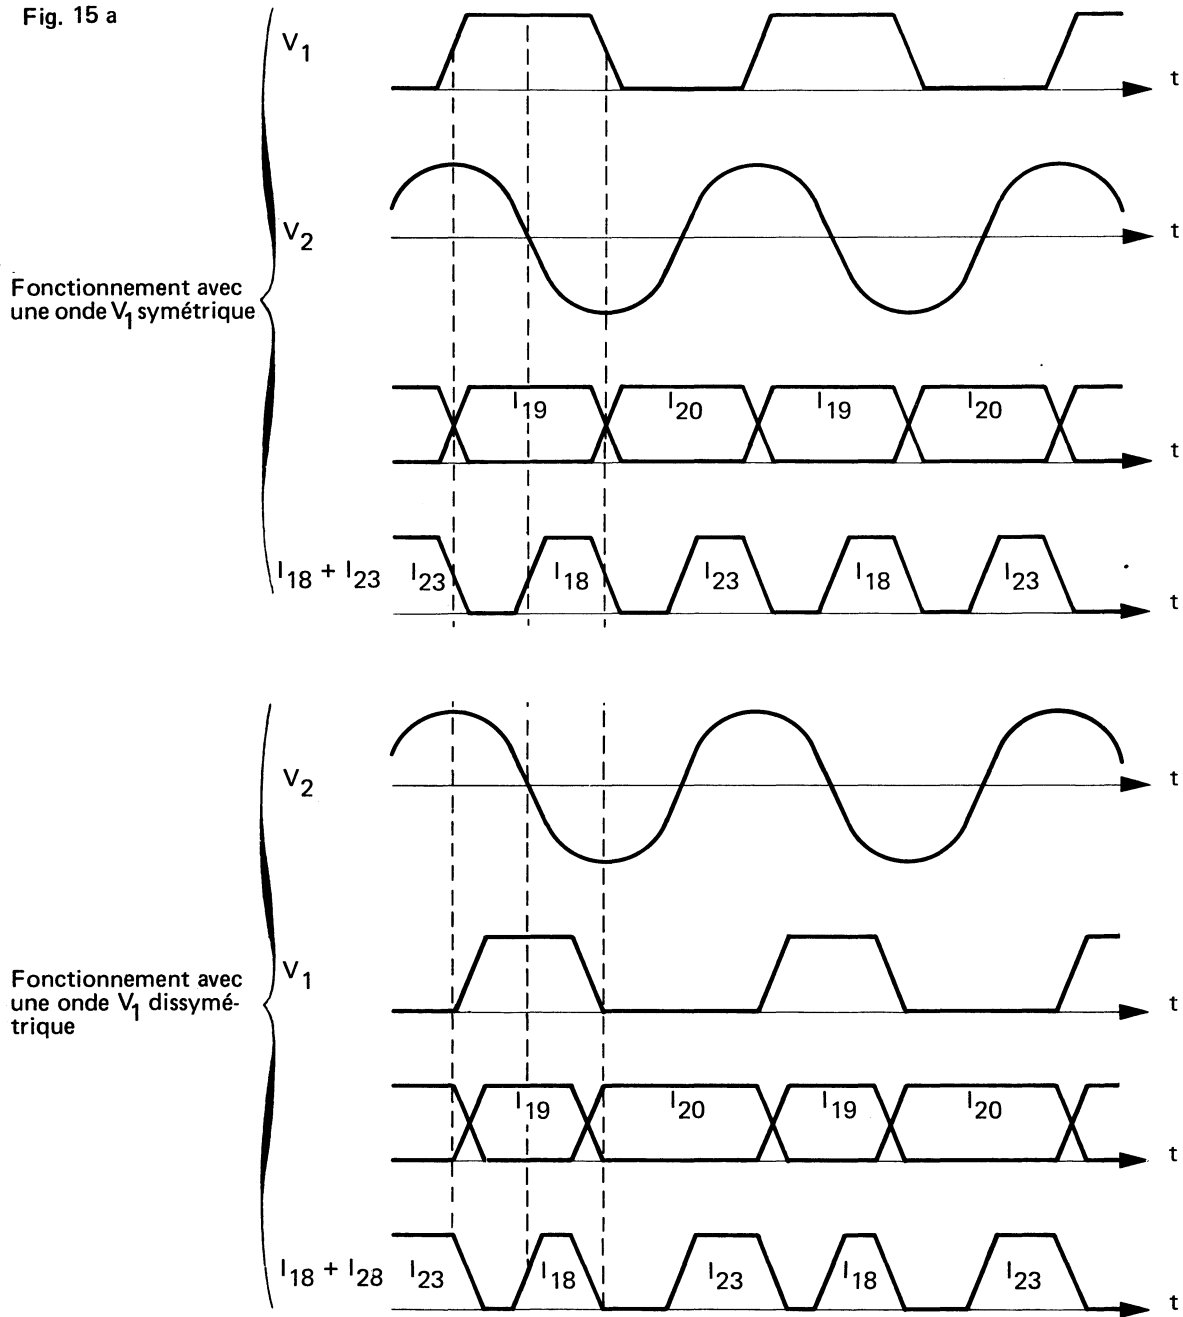 Fig. 15 a
V1
t
V2
t
Fonctionnement avec
une onde V1 symétrique
I19 I20 I19 I20
t
I18 + I23 I23 I18 I23 I18 I23
t
V2
t
V1
t
Fonctionnement avec
une onde V1 dissymé-
trique
I19 I20 I19 I20
t
I18 + I28 I23 I18 I23 I18 I23
t